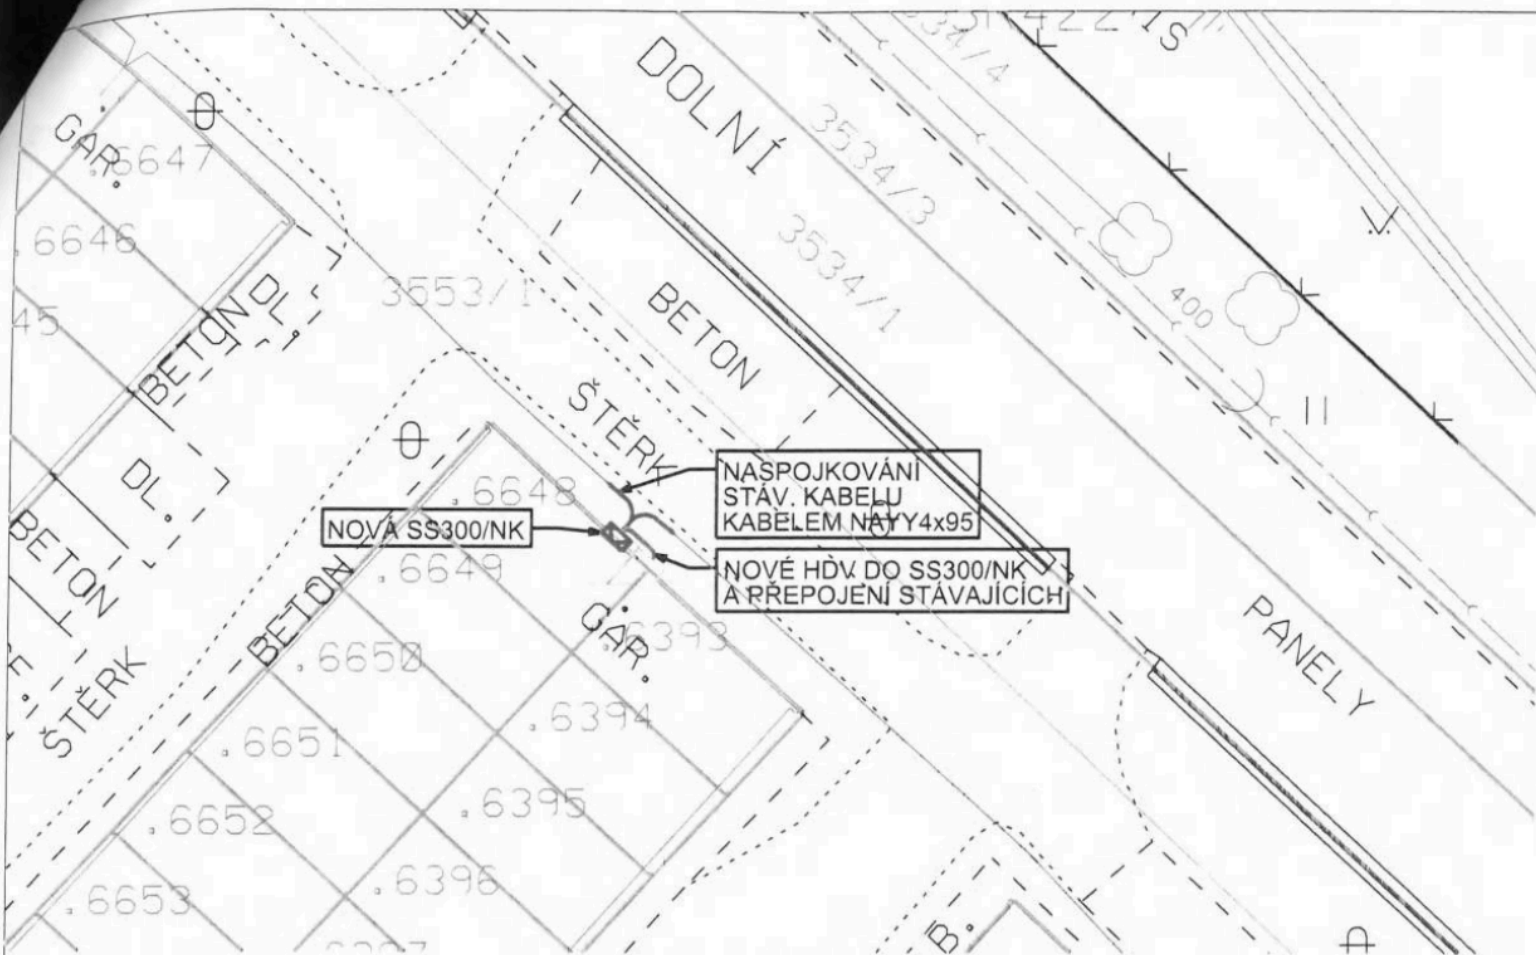 DOLNÍ
3534/4
3534/3
3534/1
400
GAR.
6647
.6646
45
3553/1
BETON
DL.
BETON
ŠTĚRK
DL.
BETON
ŠTĚRK
.6648
NASPOJKOVÁNÍ
STÁV. KABELU
KABELEM NAYY4x95
NOVÁ SS300/NK
NOVÉ HDV DO SS300/NK
A PŘEPOJENÍ STÁVAJÍCÍCH
.6649
BETON
GAR.
.6393
.6650
PANELY
.6394
.6651
.6395
.6652
.6396
.6653
B.